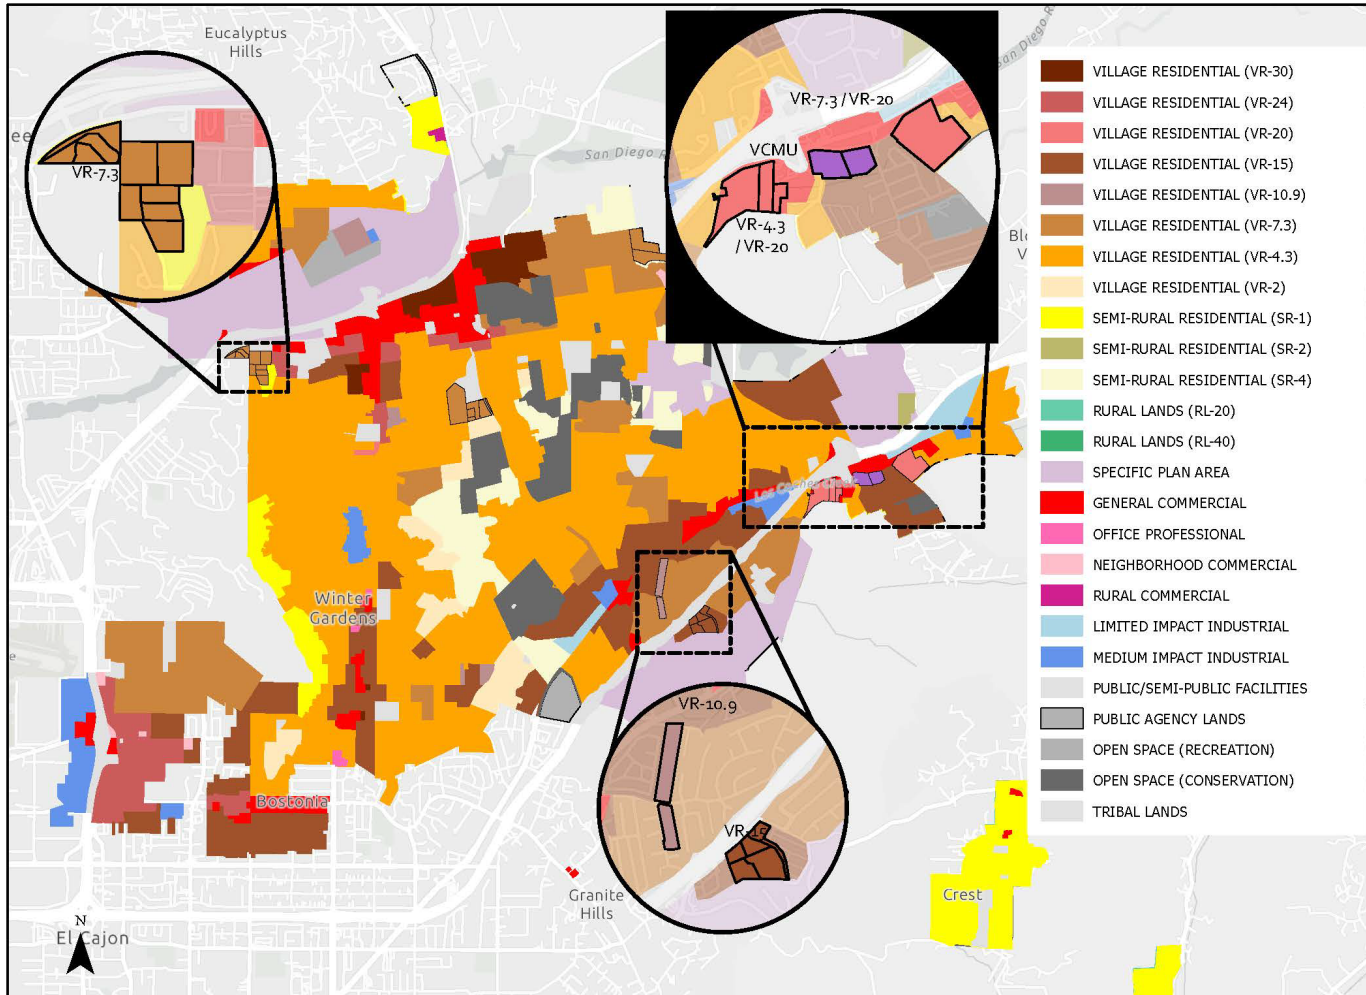 Eucalyptus
Hills
VR-7.3
San Diego R
San Diego R
VR-7.3 / VR-20
VCMU
VR-4.3
/ VR-20
VILLAGE RESIDENTIAL (VR-30)
VILLAGE RESIDENTIAL (VR-24)
VILLAGE RESIDENTIAL (VR-20)
VILLAGE RESIDENTIAL (VR-15)
VILLAGE RESIDENTIAL (VR-10.9)
VILLAGE RESIDENTIAL (VR-7.3)
VILLAGE RESIDENTIAL (VR-4.3)
VILLAGE RESIDENTIAL (VR-2)
SEMI-RURAL RESIDENTIAL (SR-1)
SEMI-RURAL RESIDENTIAL (SR-2)
SEMI-RURAL RESIDENTIAL (SR-4)
RURAL LANDS (RL-20)
RURAL LANDS (RL-40)
SPECIFIC PLAN AREA
GENERAL COMMERCIAL
OFFICE PROFESSIONAL
NEIGHBORHOOD COMMERCIAL
RURAL COMMERCIAL
LIMITED IMPACT INDUSTRIAL
MEDIUM IMPACT INDUSTRIAL
PUBLIC/SEMI-PUBLIC FACILITIES
PUBLIC AGENCY LANDS
OPEN SPACE (RECREATION)
OPEN SPACE (CONSERVATION)
TRIBAL LANDS
Los Coches Creek
Winter
Gardens
VR-10.9
VR-15
Bostonia
Granite
Hills
Crest
N
El Cajon